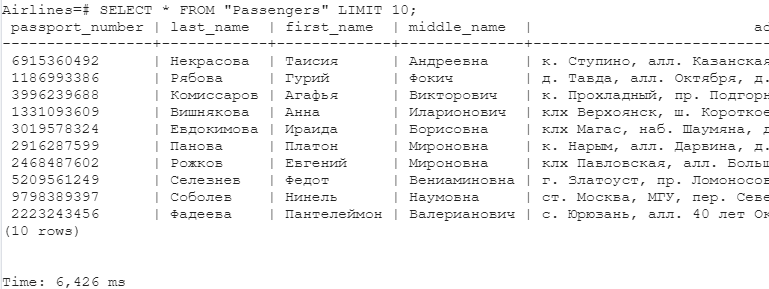 Airlines=# SELECT * FROM "Passengers" LIMIT 10;
passport_number | last_name | first_name | middle_name | ad
----------------+------------+------------+--------------+-------------------------
6915360492 | Некрасова | Таисия | Андреевна | к. Ступино, алл. Казанская
1186993386 | Рябова | Гурий | Фокич | д. Тавда, алл. Октября, д.
3996239688 | Комиссаров | Агафья | Викторович | к. Прохладный, пр. Подгорн
1331093609 | Вишнякова | Анна | Иларионович | клх Верхоянск, ш. Короткое
3019578324 | Евдокимова | Ираида | Борисовна | клх Магас, наб. Шаумяна, д
2916287599 | Панова | Платон | Мироновна | к. Нарым, алл. Дарвина, д.
2468487602 | Рожков | Евгений | Мироновна | клх Павловская, алл. Больш
5209561249 | Селезнев | Федот | Вениаминовна | г. Златоуст, пр. Ломоносов
9798389397 | Соболев | Нинель | Наумовна | ст. Москва, МГУ, пер. Севе
2223243456 | Фадеева | Пантелеймон | Валерианович | с. Юрюзань, алл. 40 лет Ок
(10 rows)
Time: 6,426 ms